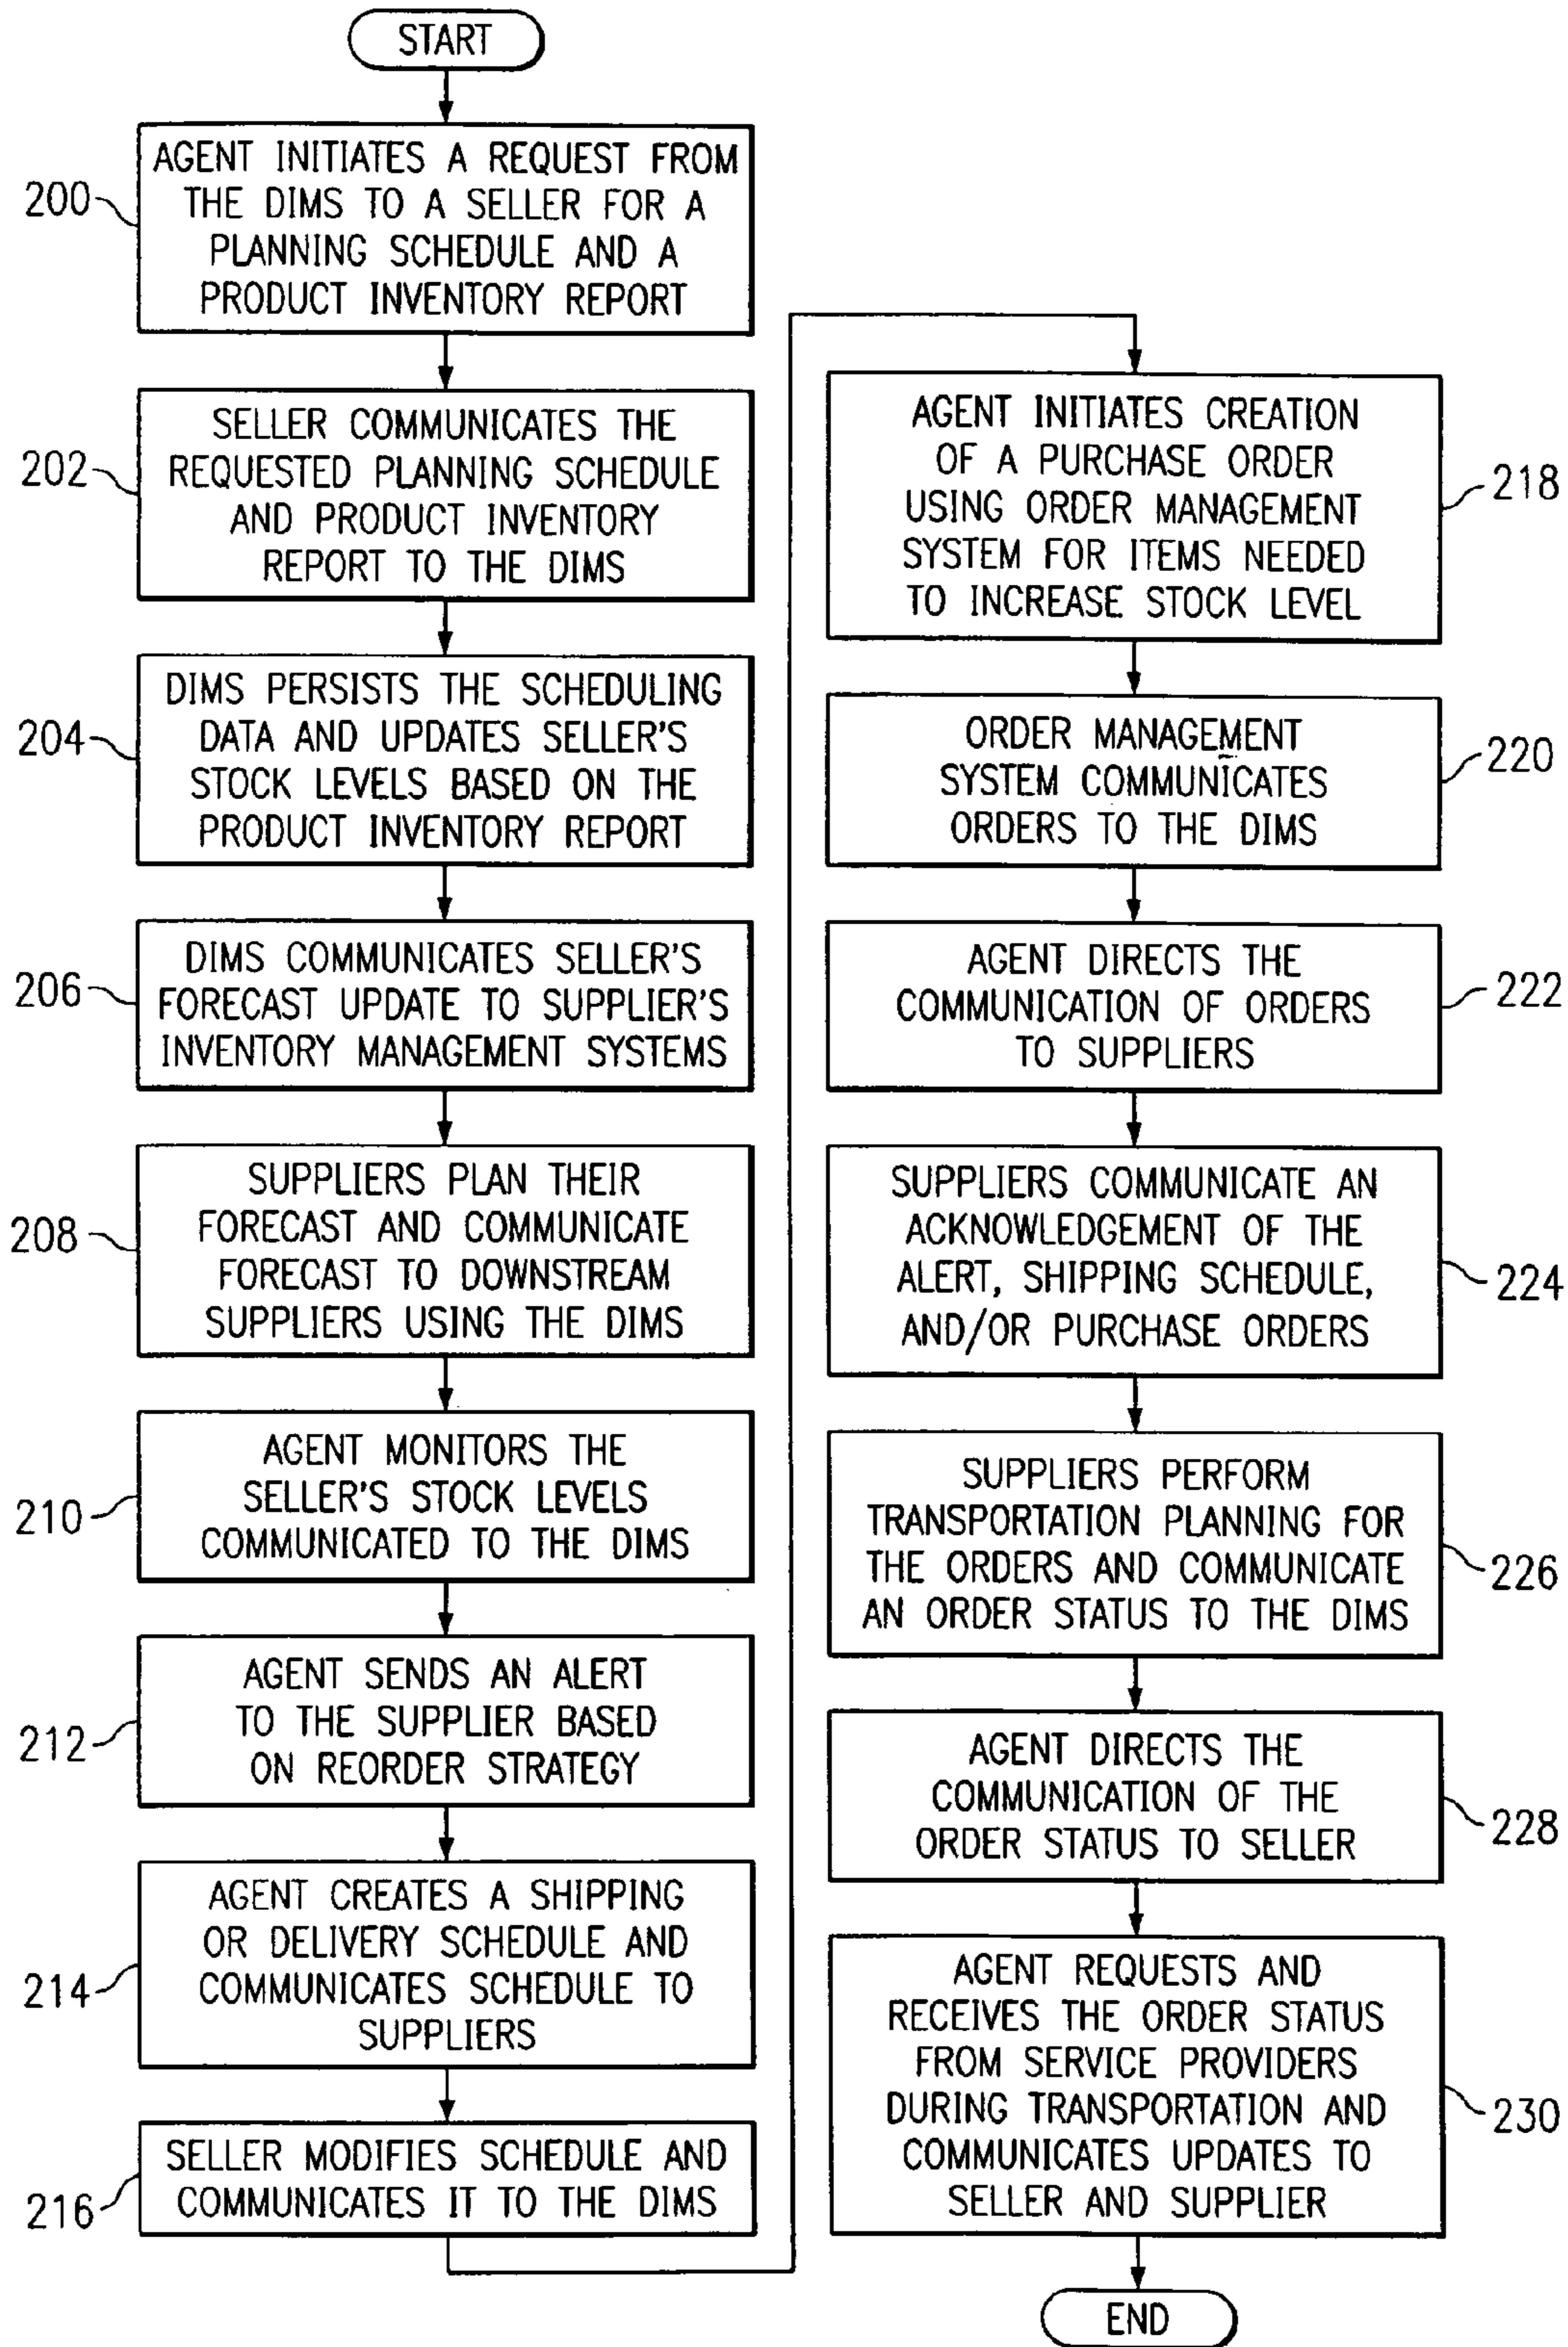 START
200
AGENT INITIATES A REQUEST FROM
THE DIMS TO A SELLER FOR A
PLANNING SCHEDULE AND A
PRODUCT INVENTORY REPORT
202
SELLER COMMUNICATES THE
REQUESTED PLANNING SCHEDULE
AND PRODUCT INVENTORY
REPORT TO THE DIMS
204
DIMS PERSISTS THE SCHEDULING
DATA AND UPDATES SELLER'S
STOCK LEVELS BASED ON THE
PRODUCT INVENTORY REPORT
206
DIMS COMMUNICATES SELLER'S
FORECAST UPDATE TO SUPPLIER'S
INVENTORY MANAGEMENT SYSTEMS
208
SUPPLIERS PLAN THEIR
FORECAST AND COMMUNICATE
FORECAST TO DOWNSTREAM
SUPPLIERS USING THE DIMS
210
AGENT MONITORS THE
SELLER'S STOCK LEVELS
COMMUNICATED TO THE DIMS
212
AGENT SENDS AN ALERT
TO THE SUPPLIER BASED
ON REORDER STRATEGY
214
AGENT CREATES A SHIPPING
OR DELIVERY SCHEDULE AND
COMMUNICATES SCHEDULE TO
SUPPLIERS
216
SELLER MODIFIES SCHEDULE AND
COMMUNICATES IT TO THE DIMS
AGENT INITIATES CREATION
OF A PURCHASE ORDER
USING ORDER MANAGEMENT
SYSTEM FOR ITEMS NEEDED
TO INCREASE STOCK LEVEL
218
ORDER MANAGEMENT
SYSTEM COMMUNICATES
ORDERS TO THE DIMS
220
AGENT DIRECTS THE
COMMUNICATION OF ORDERS
TO SUPPLIERS
222
SUPPLIERS COMMUNICATE AN
ACKNOWLEDGEMENT OF THE
ALERT, SHIPPING SCHEDULE,
AND/OR PURCHASE ORDERS
224
SUPPLIERS PERFORM
TRANSPORTATION PLANNING FOR
THE ORDERS AND COMMUNICATE
AN ORDER STATUS TO THE DIMS
226
AGENT DIRECTS THE
COMMUNICATION OF THE
ORDER STATUS TO SELLER
228
AGENT REQUESTS AND
RECEIVES THE ORDER STATUS
FROM SERVICE PROVIDERS
DURING TRANSPORTATION AND
COMMUNICATES UPDATES TO
SELLER AND SUPPLIER
230
END